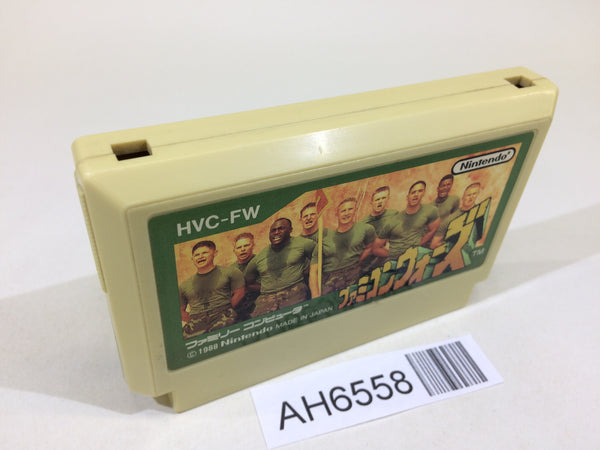 Nintendo®
HVC-FW
ファミコンウォーズ
TM
ファミリー コンピュータ
© 1988 Nintendo MADE IN JAPAN
AH6558